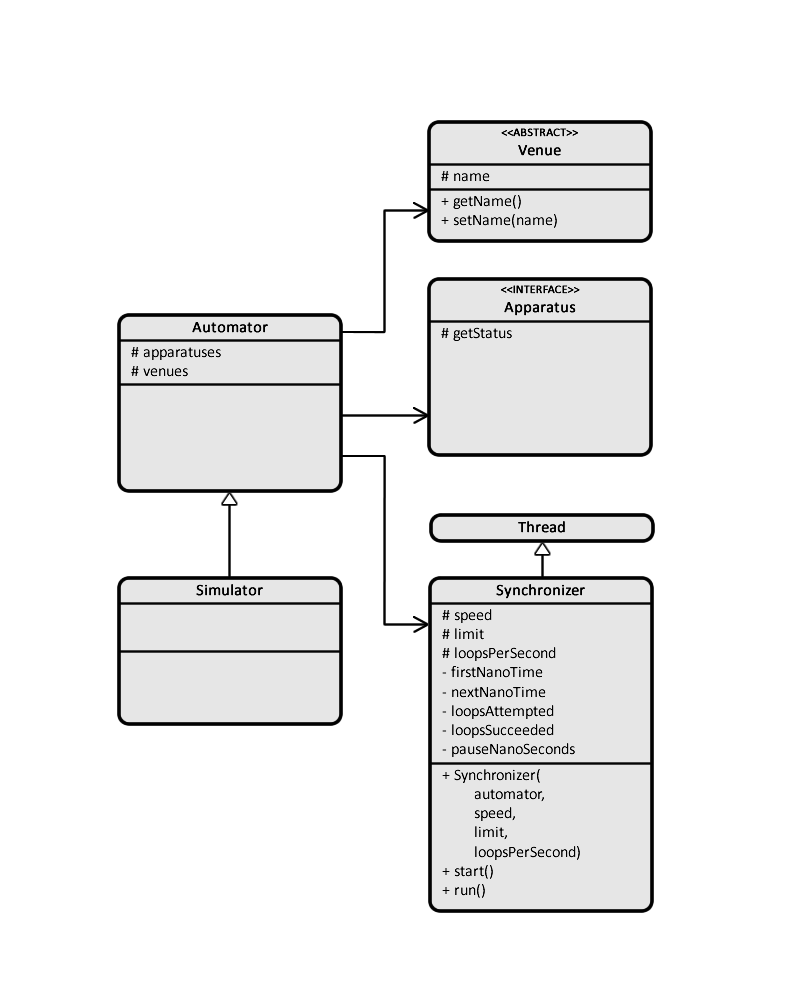 <<ABSTRACT>>
Venue
# name
+ getName()
+ setName(name)
<<INTERFACE>>
Apparatus
# getStatus
Automator
# apparatuses
# venues
Thread
Simulator
Synchronizer
# speed
# limit
# loopsPerSecond
- firstNanoTime
- nextNanoTime
- loopsAttempted
- loopsSucceeded
- pauseNanoSeconds
+ Synchronizer(
automator,
speed,
limit,
loopsPerSecond)
+ start()
+ run()